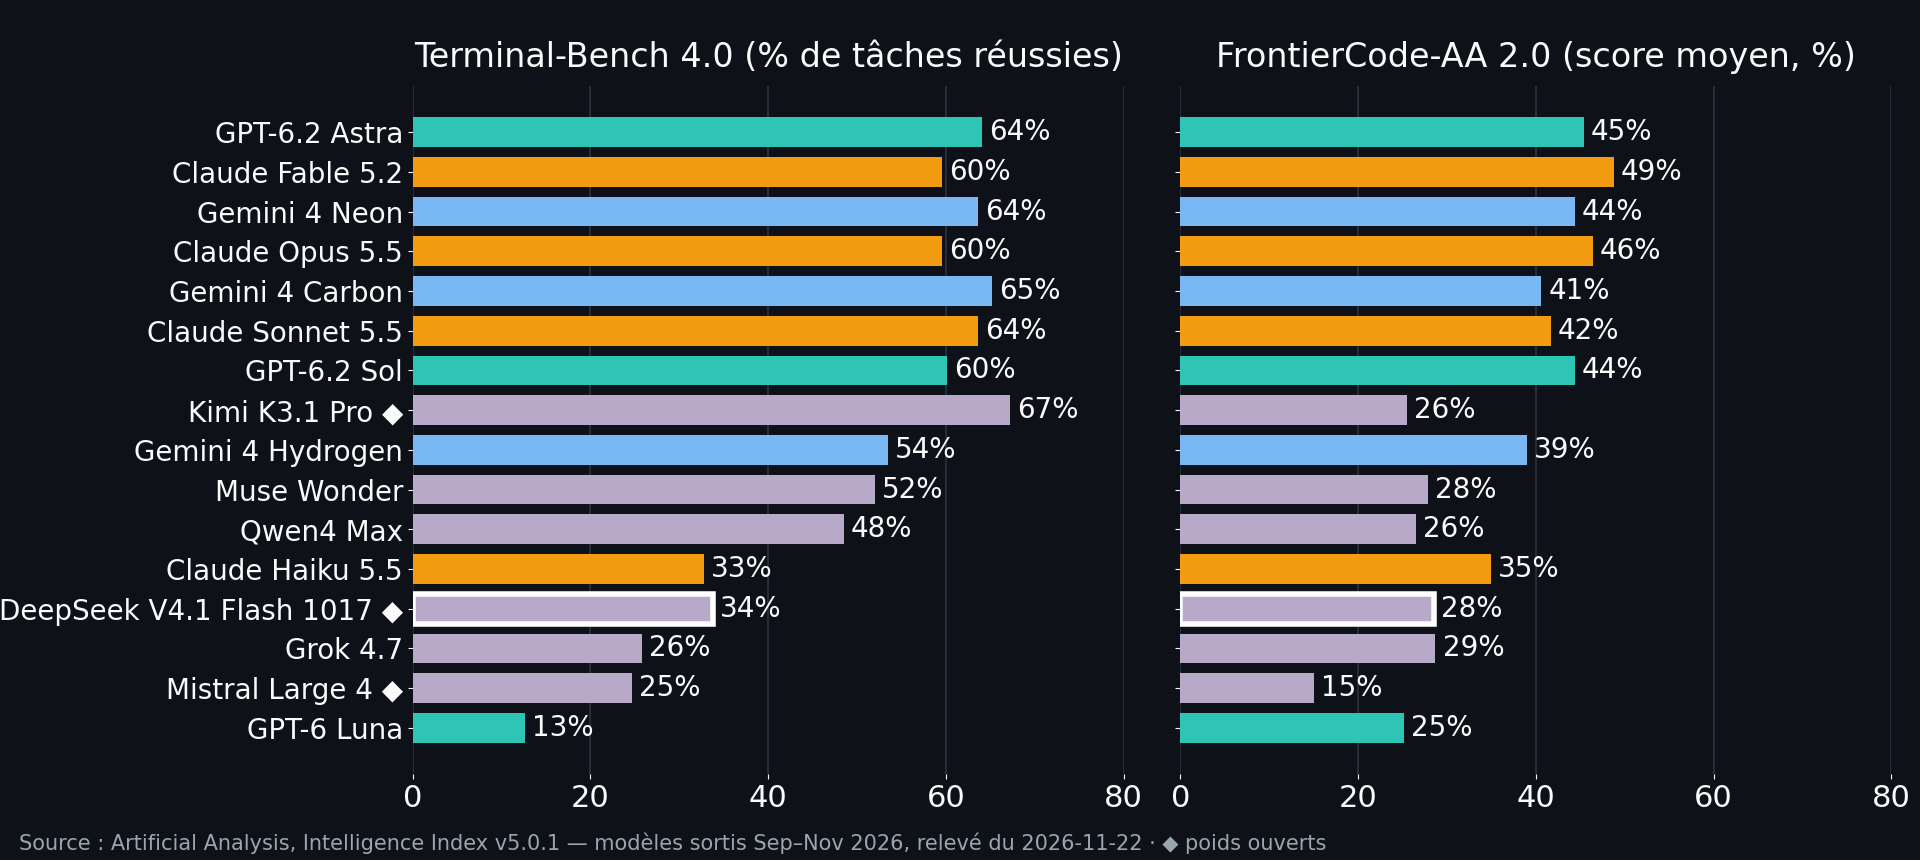 Terminal-Bench 4.0 (% de tâches réussies)
FrontierCode-AA 2.0 (score moyen, %)
GPT-6.2 Astra 64% 45%
Claude Fable 5.2 60% 49%
Gemini 4 Neon 64% 44%
Claude Opus 5.5 60% 46%
Gemini 4 Carbon 65% 41%
Claude Sonnet 5.5 64% 42%
GPT-6.2 Sol 60% 44%
Kimi K3.1 Pro ◆ 67% 26%
Gemini 4 Hydrogen 54% 39%
Muse Wonder 52% 28%
Qwen4 Max 48% 26%
Claude Haiku 5.5 33% 35%
DeepSeek V4.1 Flash 1017 ◆ 34% 28%
Grok 4.7 26% 29%
Mistral Large 4 ◆ 25% 15%
GPT-6 Luna 13% 25%
0 20 40 60 80 0 20 40 60 80
Source : Artificial Analysis, Intelligence Index v5.0.1 — modèles sortis Sep–Nov 2026, relevé du 2026-11-22 · ◆ poids ouverts